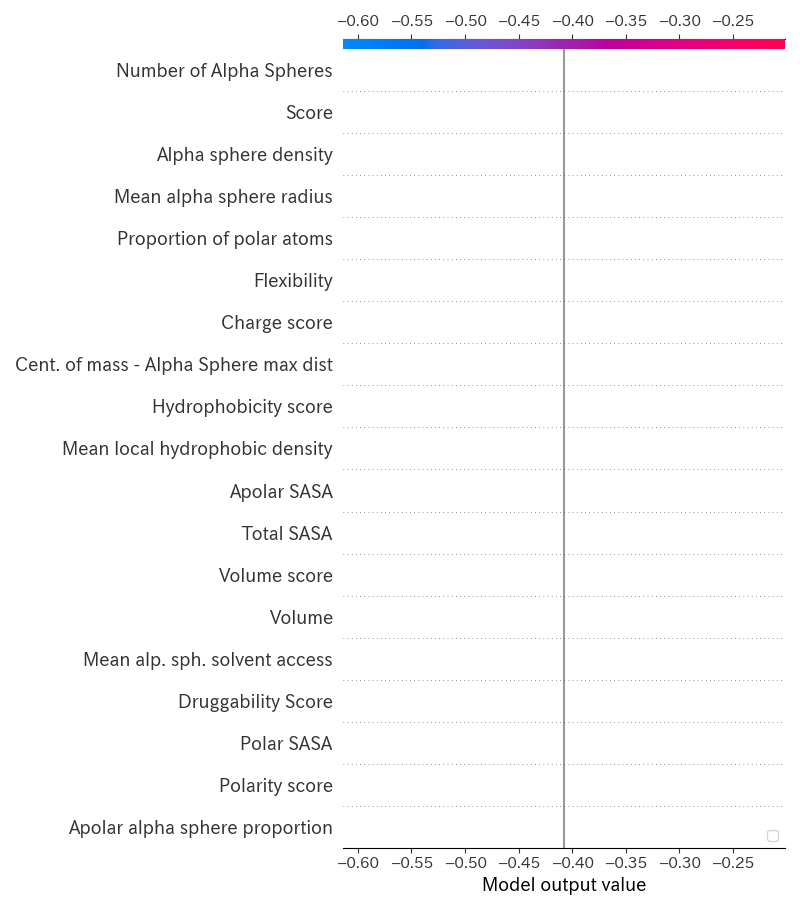 −0.60 −0.55 −0.50 −0.45 −0.40 −0.35 −0.30 −0.25
Number of Alpha Spheres
Score
Alpha sphere density
Mean alpha sphere radius
Proportion of polar atoms
Flexibility
Charge score
Cent. of mass - Alpha Sphere max dist
Hydrophobicity score
Mean local hydrophobic density
Apolar SASA
Total SASA
Volume score
Volume
Mean alp. sph. solvent access
Druggability Score
Polar SASA
Polarity score
Apolar alpha sphere proportion
−0.60 −0.55 −0.50 −0.45 −0.40 −0.35 −0.30 −0.25
Model output value